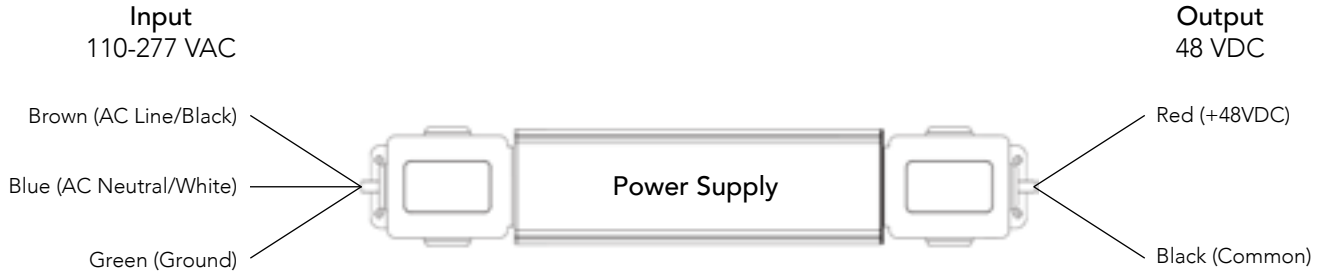 Input
110-277 VAC
Brown (AC Line/Black)
Blue (AC Neutral/White)
Green (Ground)
Power Supply
Output
48 VDC
Red (+48VDC)
Black (Common)